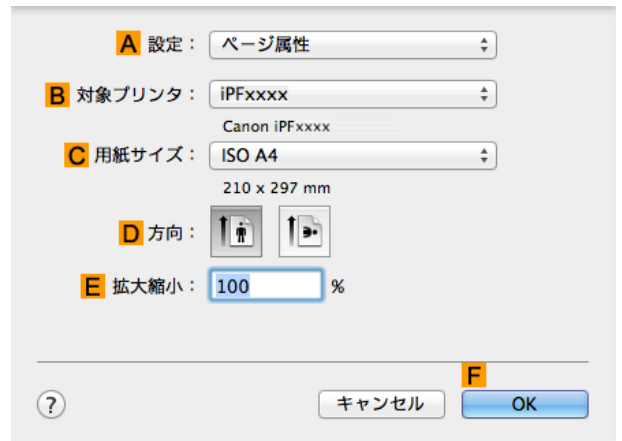 A 設定： ページ属性
B 対象プリンタ： iPFxxxx
Canon iPFxxxx
C 用紙サイズ： ISO A4
210 x 297 mm
D 方向：
E 拡大縮小： 100 %
F
? キャンセル OK